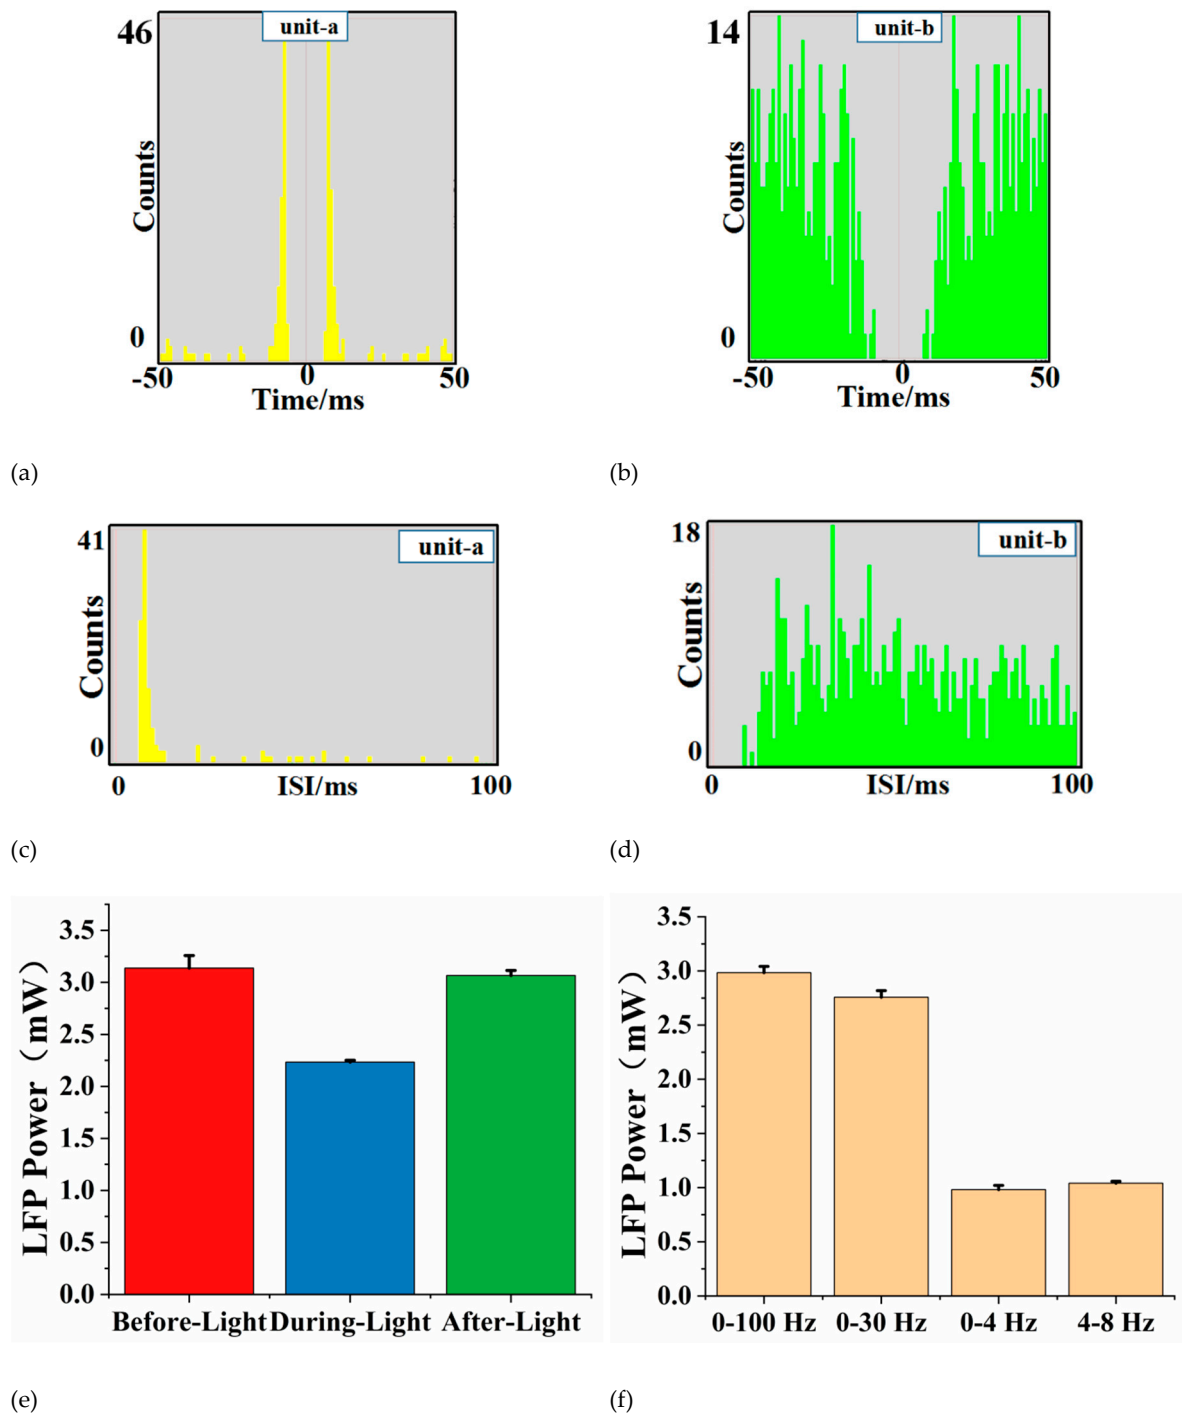 46
unit-a
Counts
0
-50 0 50
Time/ms
(a)
14
unit-b
Counts
0
-50 0 50
Time/ms
(b)
41
unit-a
Counts
0
0 ISI/ms 100
(c)
18
unit-b
Counts
0
0 ISI/ms 100
(d)
LFP Power（mW）
3.5
3.0
2.5
2.0
1.5
1.0
0.5
0.0
Before-Light During-Light After-Light
(e)
LFP Power（mW）
3.5
3.0
2.5
2.0
1.5
1.0
0.5
0.0
0-100 Hz 0-30 Hz 0-4 Hz 4-8 Hz
(f)